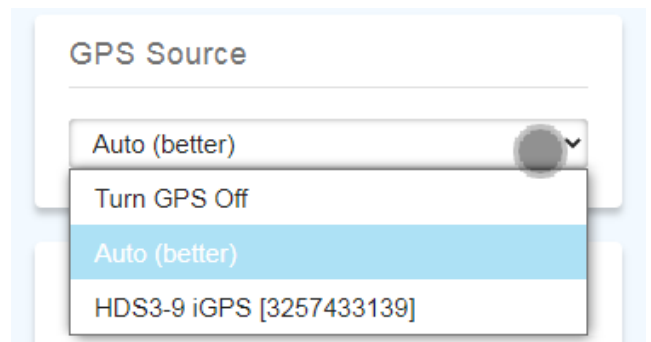 GPS Source
Auto (better)
Turn GPS Off
Auto (better)
HDS3-9 iGPS [3257433139]